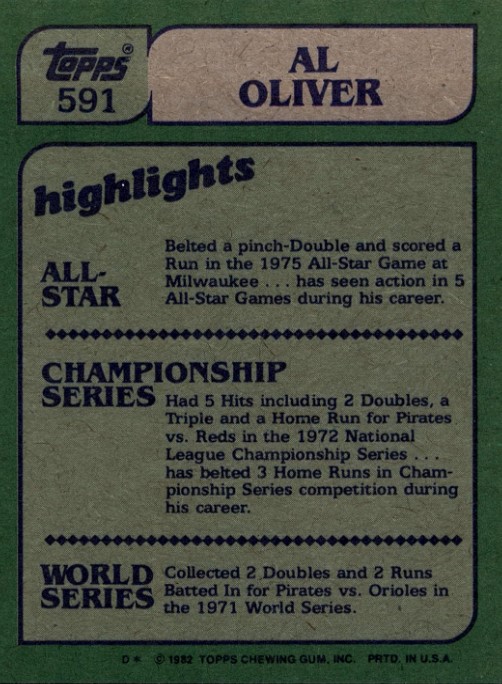 Topps®
591
AL
OLIVER
highlights
ALL-
STAR
Belted a pinch-Double and scored a
Run in the 1975 All-Star Game at
Milwaukee . . . has seen action in 5
All-Star Games during his career.
CHAMPIONSHIP
SERIES
Had 5 Hits including 2 Doubles, a
Triple and a Home Run for Pirates
vs. Reds in the 1972 National
League Championship Series . . .
has belted 3 Home Runs in Cham-
pionship Series competition during
his career.
WORLD
SERIES
Collected 2 Doubles and 2 Runs
Batted In for Pirates vs. Orioles in
the 1971 World Series.
D* © 1982 TOPPS CHEWING GUM, INC. PRTD. IN U.S.A.